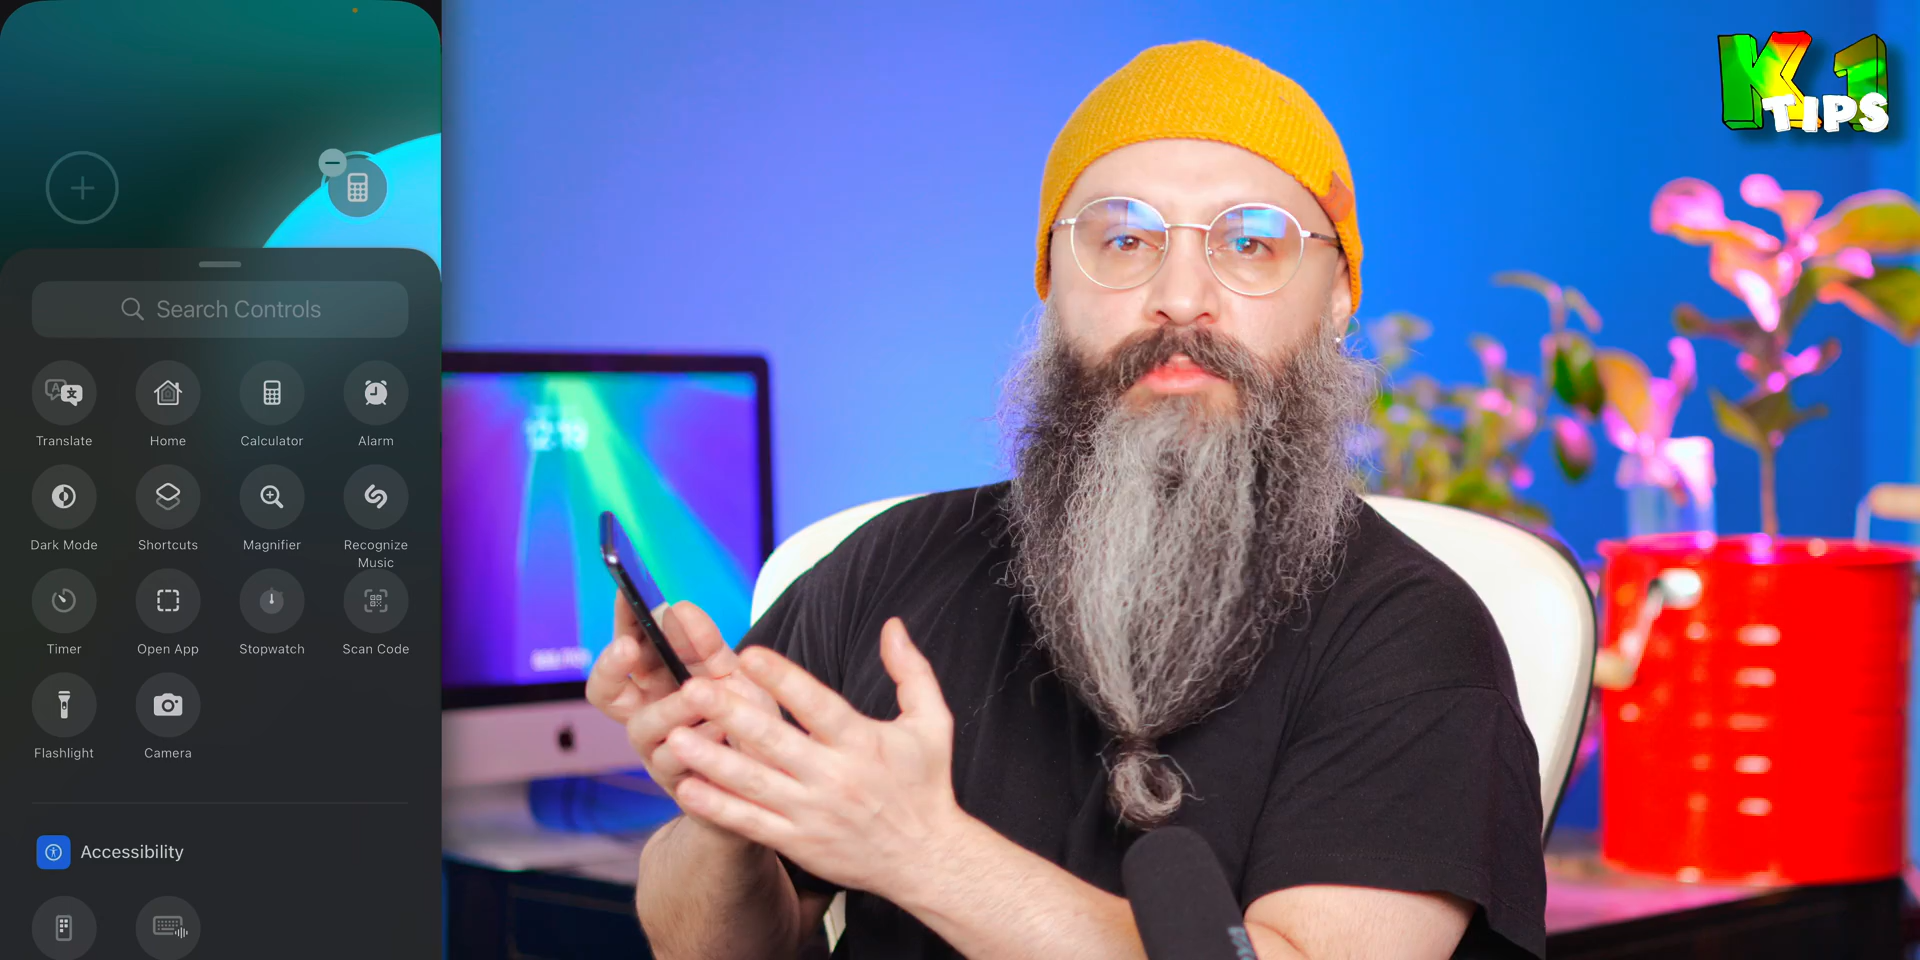 K1
TIPS
Search Controls
Translate
Home
Calculator
Alarm
Dark Mode
Shortcuts
Magnifier
Recognize
Music
Timer
Open App
Stopwatch
Scan Code
Flashlight
Camera
Accessibility